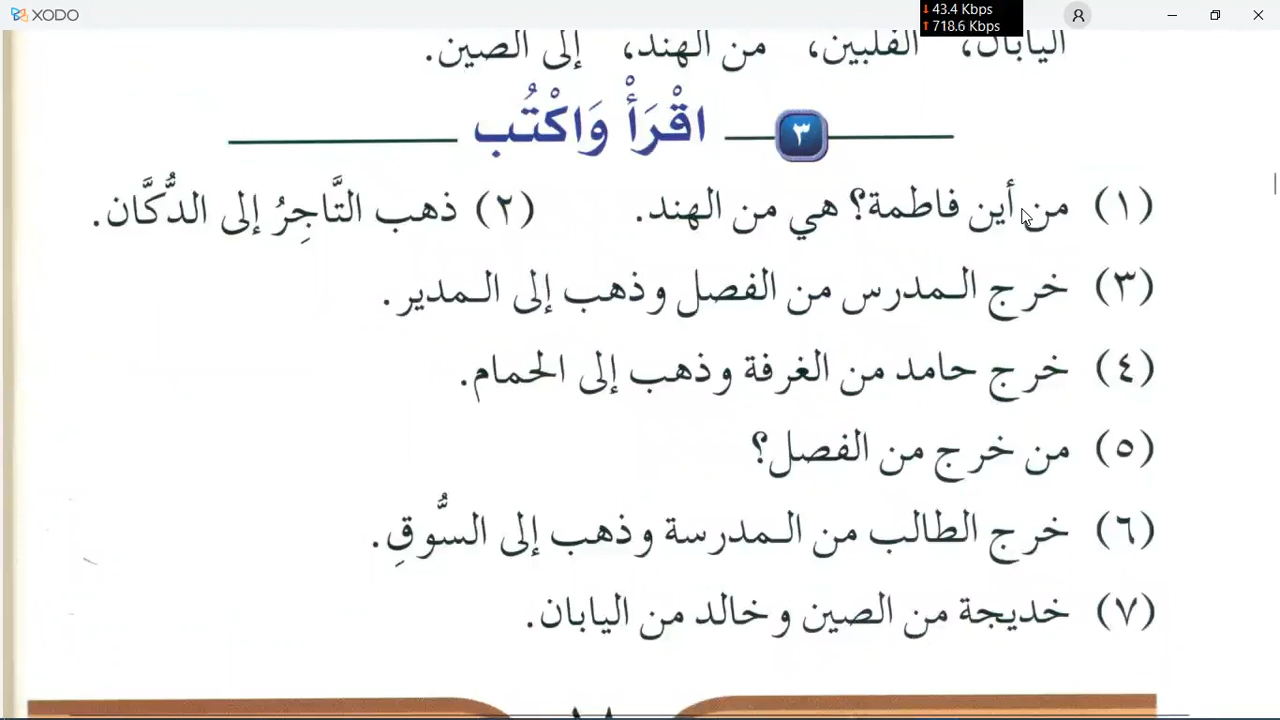 XODO
↓ 43.4 Kbps
↑ 718.6 Kbps
اليابان، الفلبين، من الهند، إلى الصين.
٣ اقْرَأْ وَاكْتُب
(١) من أين فاطمة؟ هي من الهند. (٢) ذهب التَّاجِرُ إلى الدُّكَّان.
(٣) خرج الـمدرس من الفصل وذهب إلى الـمدير.
(٤) خرج حامد من الغرفة وذهب إلى الحمام.
(٥) من خرج من الفصل؟
(٦) خرج الطالب من الـمدرسة وذهب إلى السُّوقِ.
(٧) خديجة من الصين وخالد من اليابان.